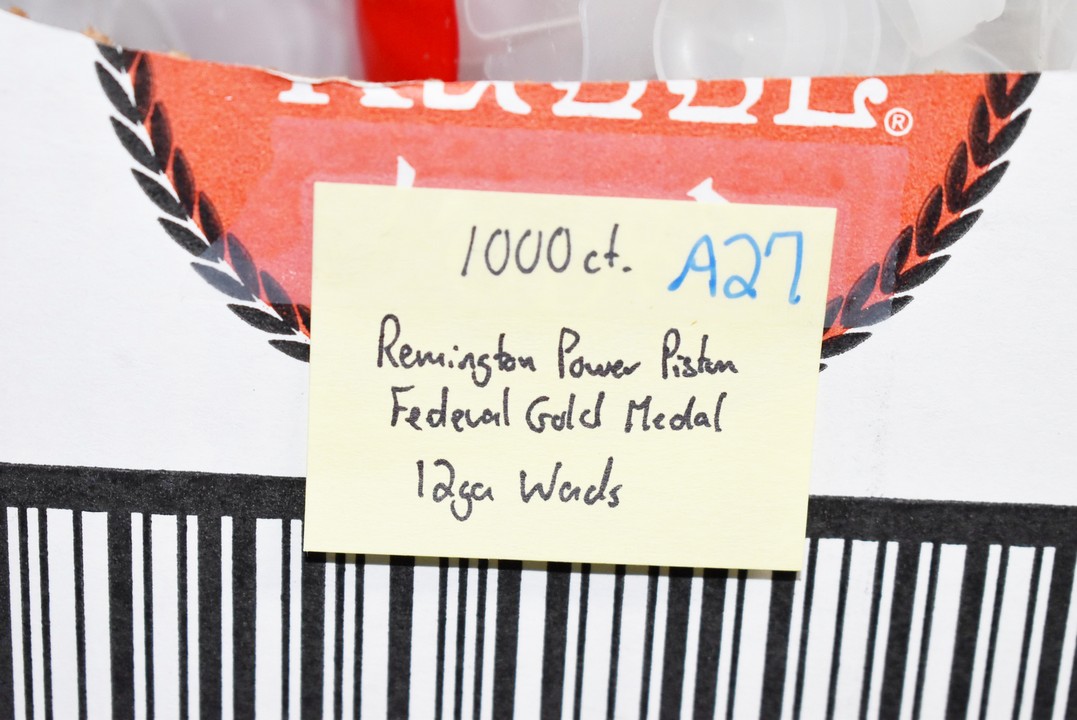 ®
1000 ct. A27
Remington Power Piston
Federal Gold Medal
12ga Wads